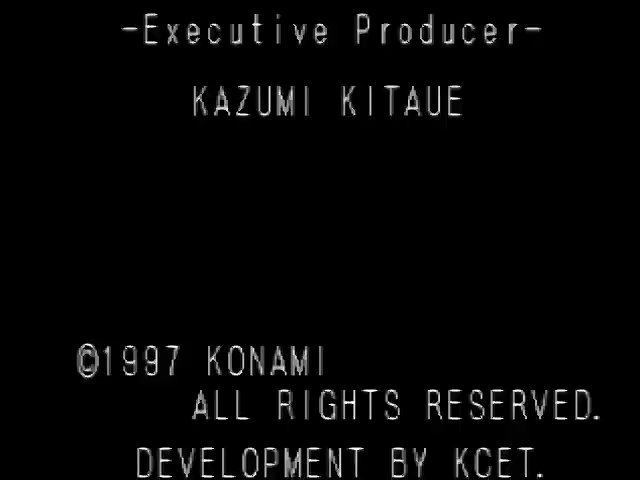 -Executive Producer-
KAZUMI KITAUE
©1997 KONAMI
ALL RIGHTS RESERVED.
DEVELOPMENT BY KCET.